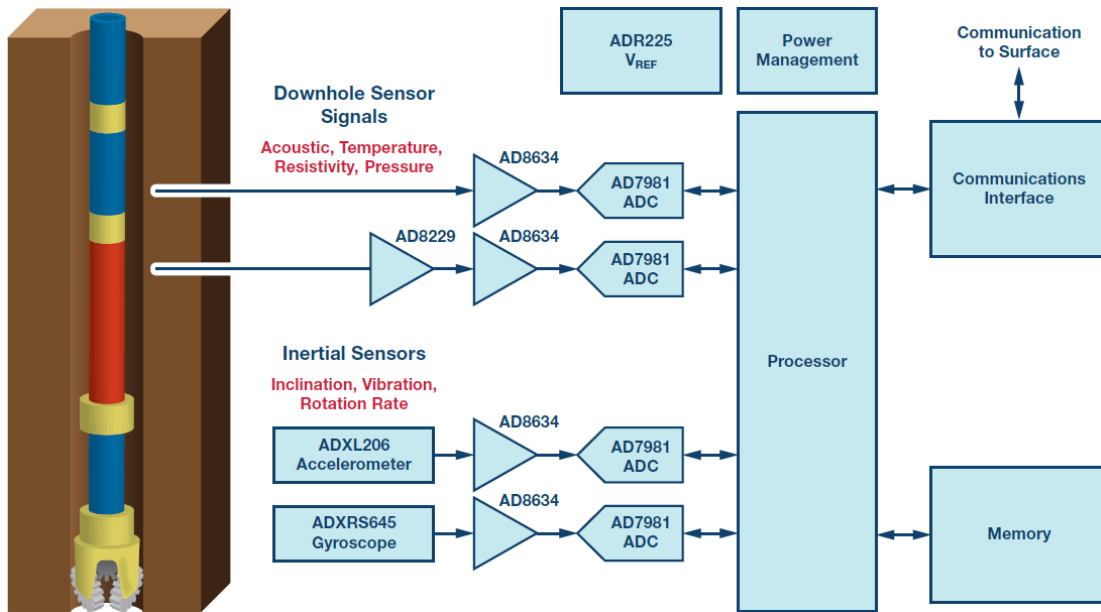 ADR225
VREF
Power
Management
Communication
to Surface
Downhole Sensor
Signals
Acoustic, Temperature,
Resistivity, Pressure
AD8634
AD7981
ADC
Communications
Interface
AD8229
AD8634
AD7981
ADC
Processor
Inertial Sensors
Inclination, Vibration,
Rotation Rate
ADXL206
Accelerometer
AD8634
AD7981
ADC
ADXRS645
Gyroscope
AD8634
AD7981
ADC
Memory